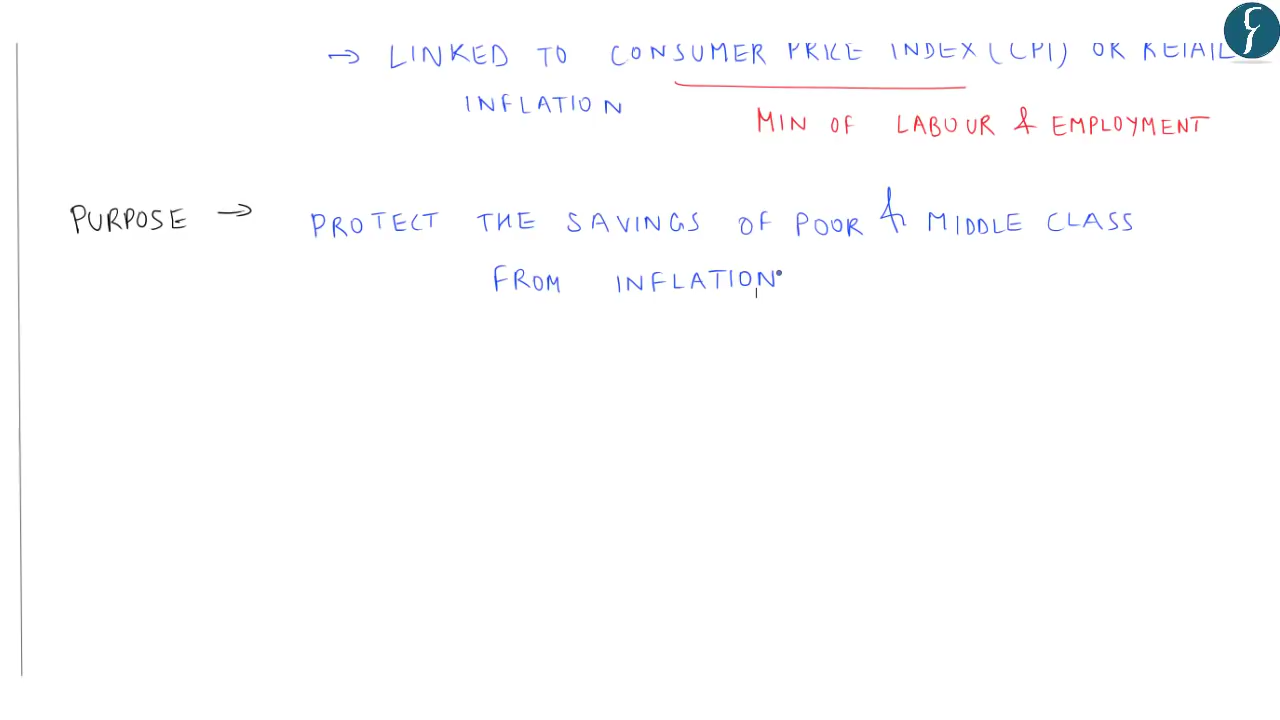 → LINKED TO CONSUMER PRICE INDEX (CPI) OR RETAIL
INFLATION
MIN OF LABOUR & EMPLOYMENT
PURPOSE → PROTECT THE SAVINGS OF POOR & MIDDLE CLASS
FROM INFLATION